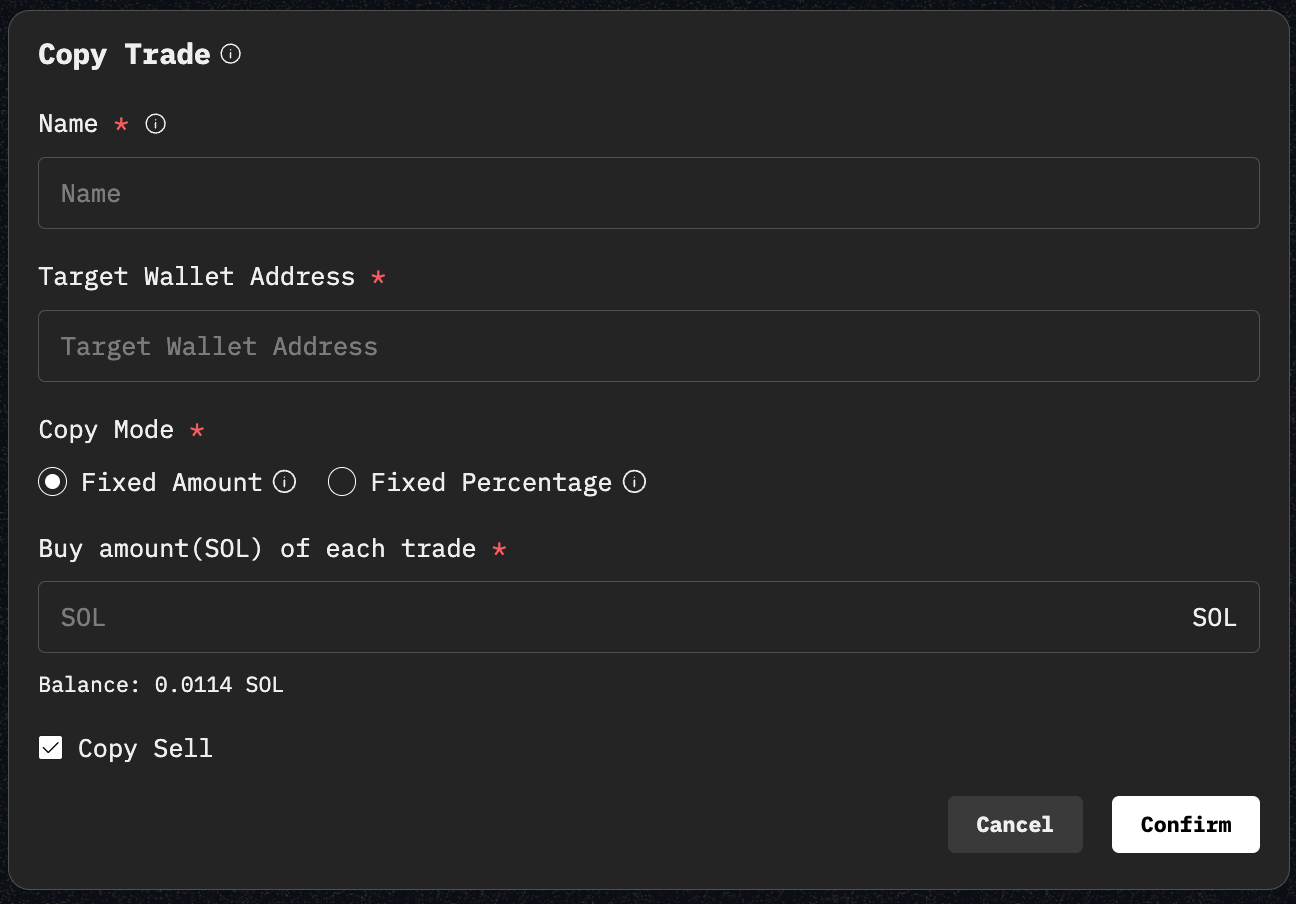 Copy Trade
Name *
Name
Target Wallet Address *
Target Wallet Address
Copy Mode *
Fixed Amount Fixed Percentage
Buy amount(SOL) of each trade *
SOL SOL
Balance: 0.0114 SOL
Copy Sell
Cancel Confirm